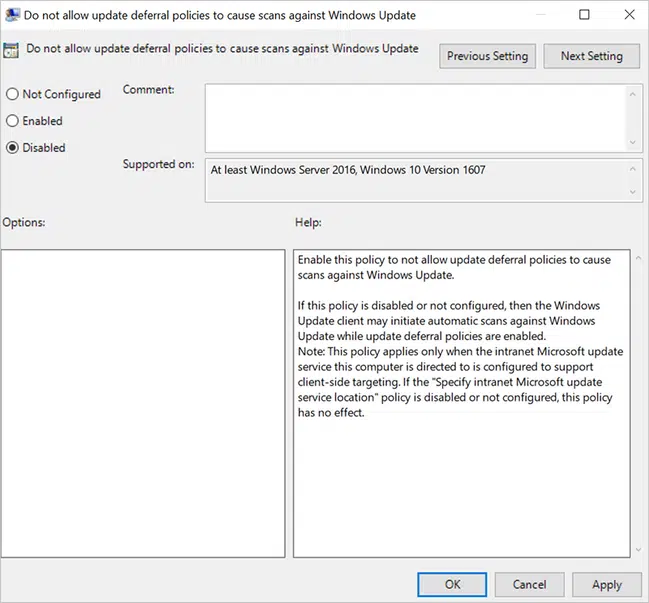 Do not allow update deferral policies to cause scans against Windows Update
Do not allow update deferral policies to cause scans against Windows Update
Previous Setting
Next Setting
Not Configured
Comment:
Enabled
Disabled
Supported on:
At least Windows Server 2016, Windows 10 Version 1607
Options:
Help:
Enable this policy to not allow update deferral policies to cause
scans against Windows Update.
If this policy is disabled or not configured, then the Windows
Update client may initiate automatic scans against Windows
Update while update deferral policies are enabled.
Note: This policy applies only when the intranet Microsoft update
service this computer is directed to is configured to support
client-side targeting. If the "Specify intranet Microsoft update
service location" policy is disabled or not configured, this policy
has no effect.
OK
Cancel
Apply